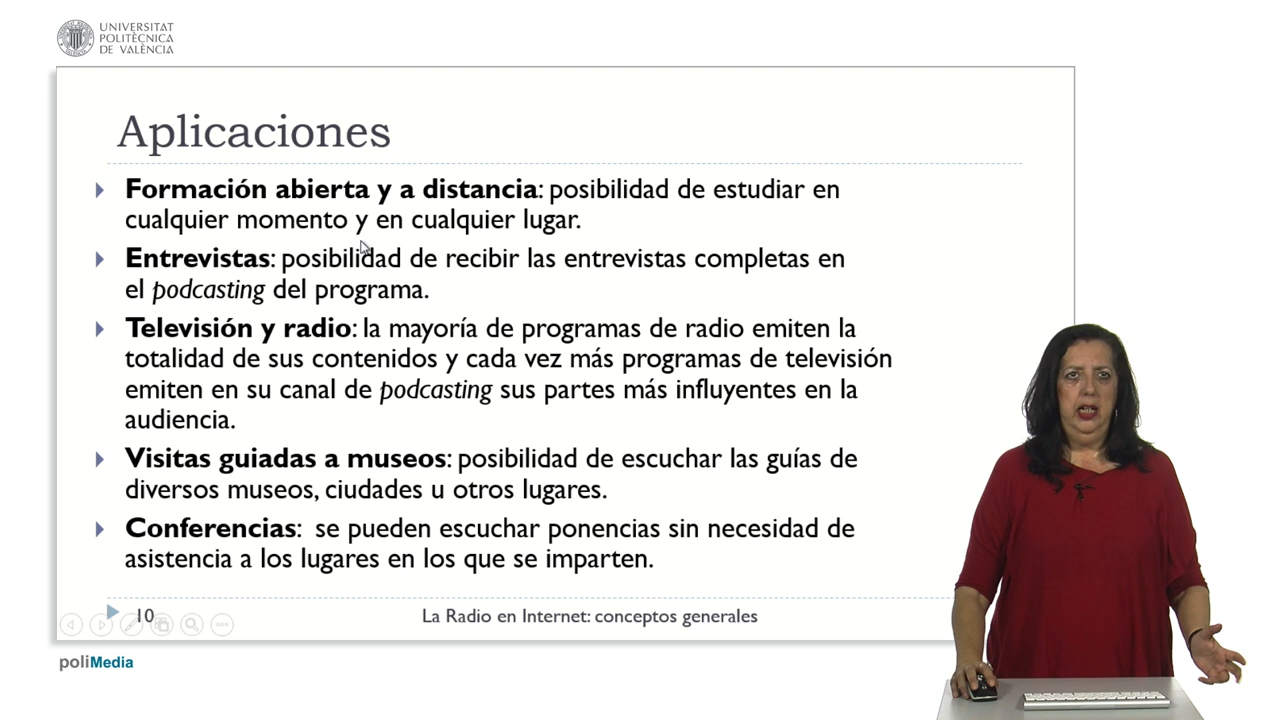 UNIVERSITAT
POLITÈCNICA
DE VALÈNCIA
Aplicaciones
Formación abierta y a distancia: posibilidad de estudiar en
cualquier momento y en cualquier lugar.
Entrevistas: posibilidad de recibir las entrevistas completas en
el podcasting del programa.
Televisión y radio: la mayoría de programas de radio emiten la
totalidad de sus contenidos y cada vez más programas de televisión
emiten en su canal de podcasting sus partes más influyentes en la
audiencia.
Visitas guiadas a museos: posibilidad de escuchar las guías de
diversos museos, ciudades u otros lugares.
Conferencias: se pueden escuchar ponencias sin necesidad de
asistencia a los lugares en los que se imparten.
10
La Radio en Internet: conceptos generales
poliMedia